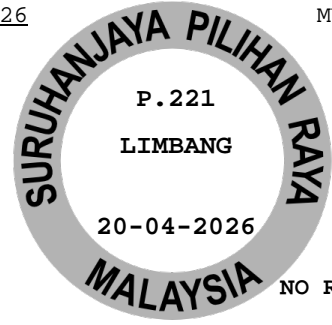 26
M
SURUHANJAYA PILIHAN RAYA
P.221
LIMBANG
20-04-2026
MALAYSIA
NO R